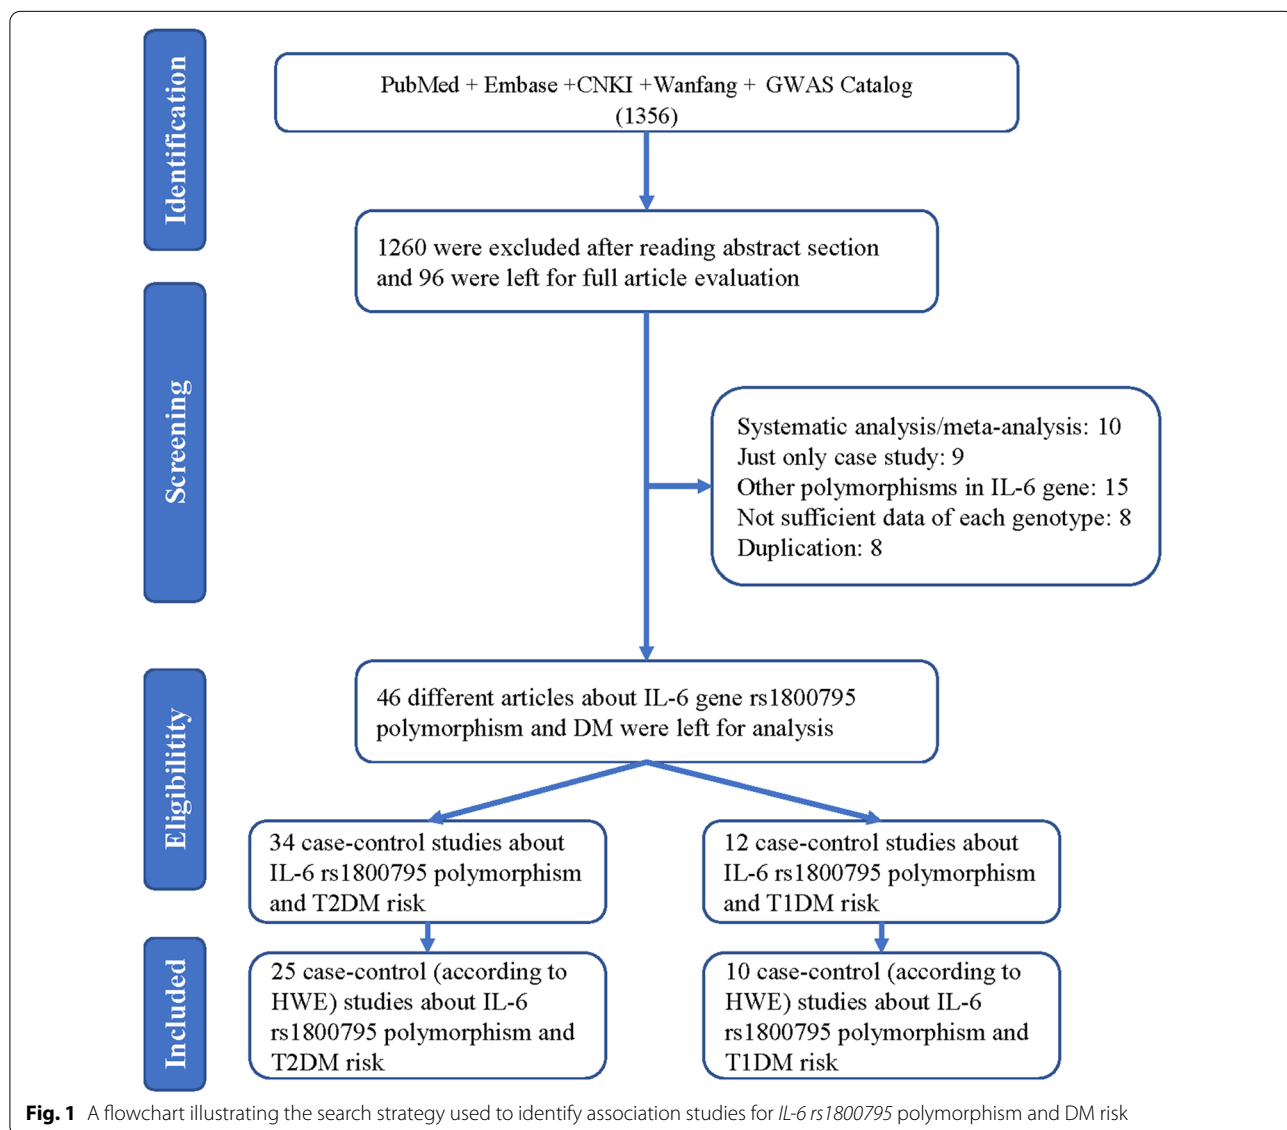 Identification
PubMed + Embase +CNKI +Wanfang + GWAS Catalog
(1356)
1260 were excluded after reading abstract section
and 96 were left for full article evaluation
Screening
Systematic analysis/meta-analysis: 10
Just only case study: 9
Other polymorphisms in IL-6 gene: 15
Not sufficient data of each genotype: 8
Duplication: 8
Eligibilitity
46 different articles about IL-6 gene rs1800795
polymorphism and DM were left for analysis
34 case-control studies about
IL-6 rs1800795 polymorphism
and T2DM risk
12 case-control studies about
IL-6 rs1800795 polymorphism
and T1DM risk
Included
25 case-control (according to
HWE) studies about IL-6
rs1800795 polymorphism and
T2DM risk
10 case-control (according to
HWE) studies about IL-6
rs1800795 polymorphism and
T1DM risk
Fig. 1 A flowchart illustrating the search strategy used to identify association studies for IL-6 rs1800795 polymorphism and DM risk